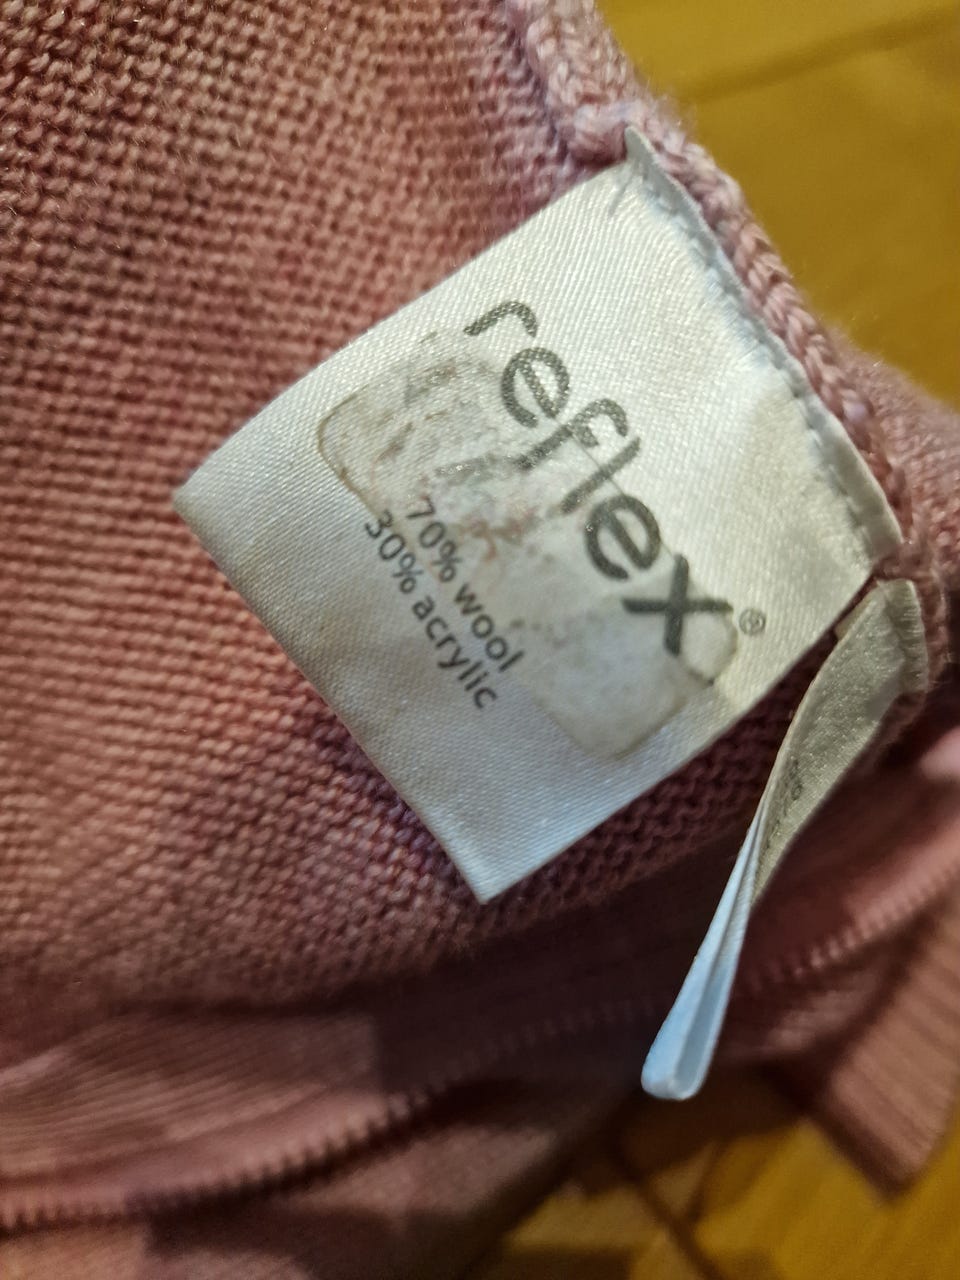 reflex®
70% wool
30% acrylic